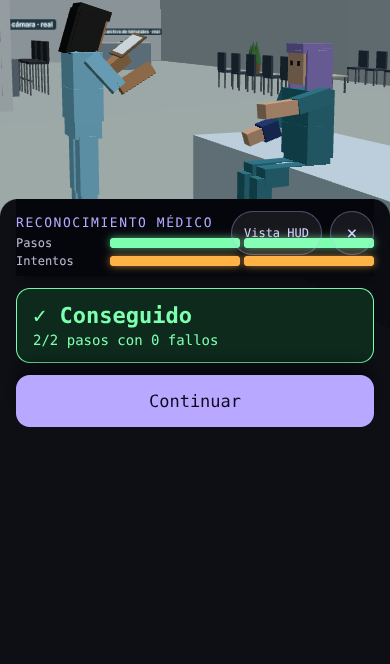 cámara · real
RECONOCIMIENTO MÉDICO
Vista HUD
×
Pasos
Intentos
✓ Conseguido
2/2 pasos con 0 fallos
Continuar